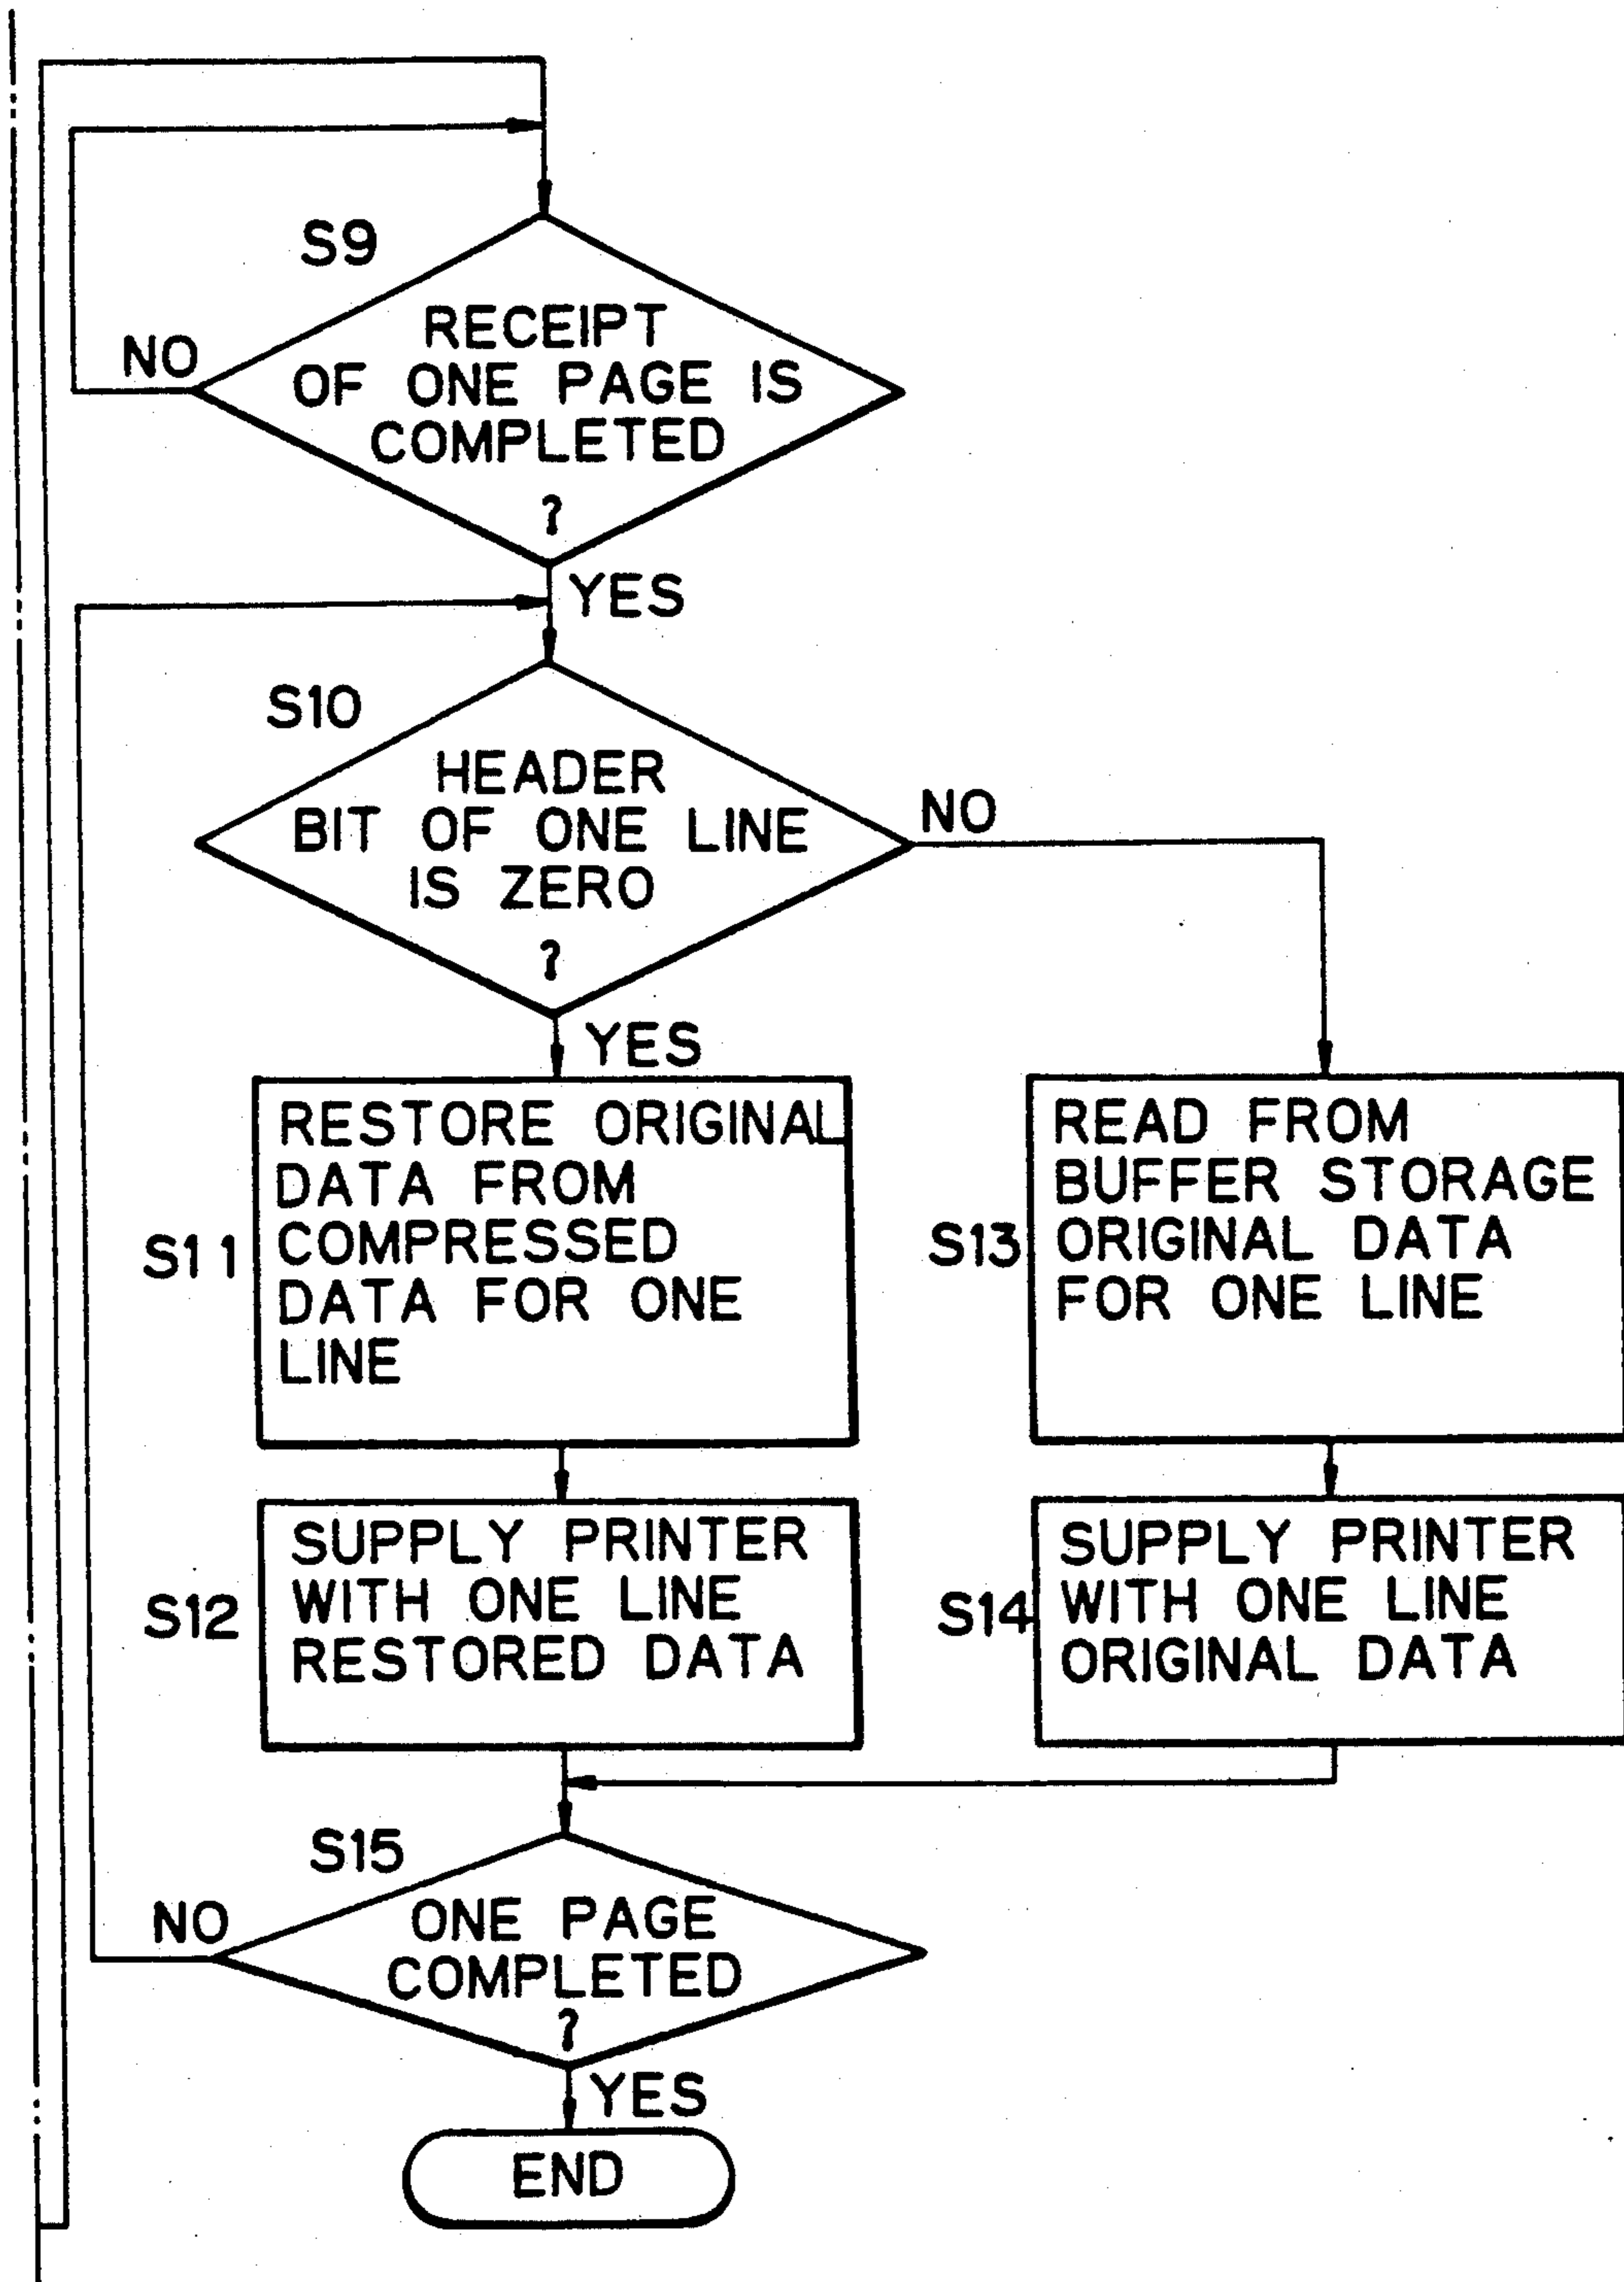 S9
RECEIPT
NO
OF ONE PAGE IS
COMPLETED
?
YES
S10
HEADER
BIT OF ONE LINE
IS ZERO
?
NO
YES
S11
RESTORE ORIGINAL
DATA FROM
COMPRESSED
DATA FOR ONE
LINE
S13
READ FROM
BUFFER STORAGE
ORIGINAL DATA
FOR ONE LINE
S12
SUPPLY PRINTER
WITH ONE LINE
RESTORED DATA
S14
SUPPLY PRINTER
WITH ONE LINE
ORIGINAL DATA
S15
NO
ONE PAGE
COMPLETED
?
YES
END